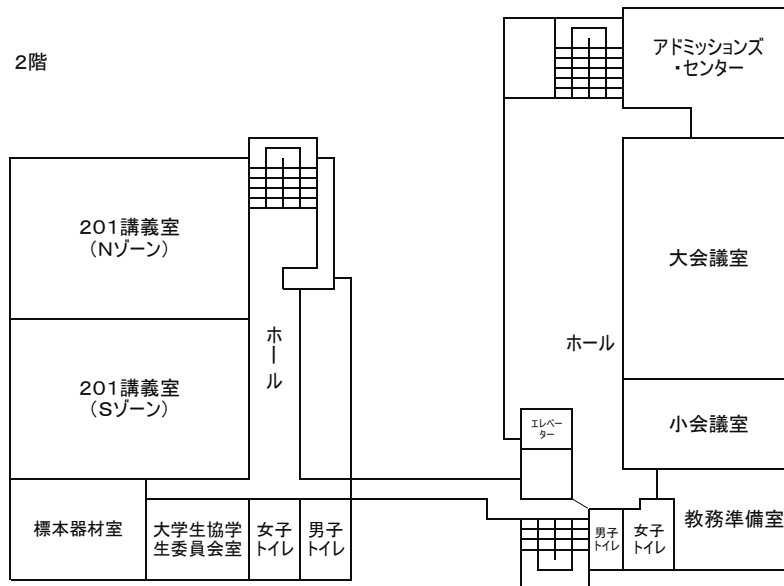 2階
アドミッションズ
・センター
201講義室
（Nゾーン）
大会議室
ホール
ホール
201講義室
（Sゾーン）
エレベー
ター
小会議室
標本器材室
大学生協学
生委員会室
女子
トイレ
男子
トイレ
男子
トイレ
女子
トイレ
教務準備室